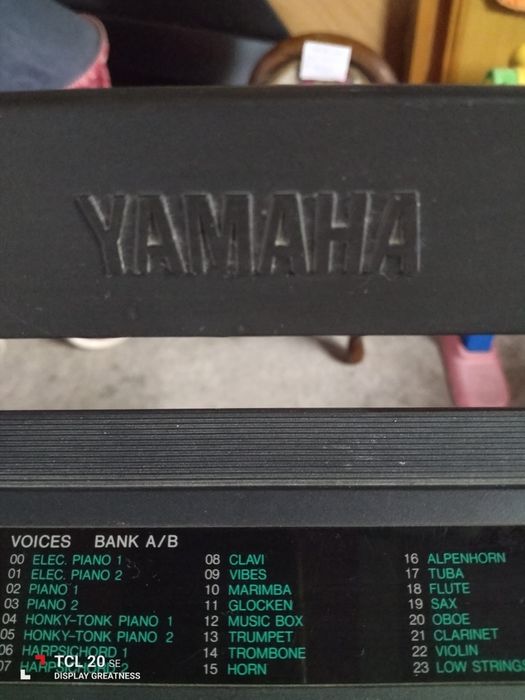 YAMAHA
VOICES BANK A/B
00 ELEC. PIANO 1
01 ELEC. PIANO 2
02 PIANO 1
03 PIANO 2
04 HONKY-TONK PIANO 1
05 HONKY-TONK PIANO 2
06 HARPSICHORD 1
07 HARPSICHORD 2
08 CLAVI
09 VIBES
10 MARIMBA
11 GLOCKEN
12 MUSIC BOX
13 TRUMPET
14 TROMBONE
15 HORN
16 ALPENHORN
17 TUBA
18 FLUTE
19 SAX
20 OBOE
21 CLARINET
22 VIOLIN
23 LOW STRINGS
TCL 20 SE
DISPLAY GREATNESS